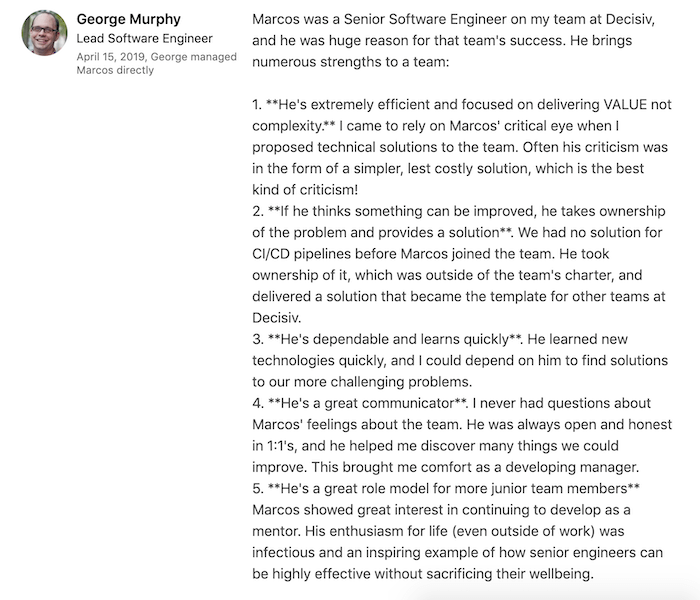 George Murphy
Lead Software Engineer
April 15, 2019, George managed
Marcos directly
Marcos was a Senior Software Engineer on my team at Decisiv,
and he was huge reason for that team's success. He brings
numerous strengths to a team:
1. **He's extremely efficient and focused on delivering VALUE not
complexity.** I came to rely on Marcos' critical eye when I
proposed technical solutions to the team. Often his criticism was
in the form of a simpler, lest costly solution, which is the best
kind of criticism!
2. **If he thinks something can be improved, he takes ownership
of the problem and provides a solution**. We had no solution for
CI/CD pipelines before Marcos joined the team. He took
ownership of it, which was outside of the team's charter, and
delivered a solution that became the template for other teams at
Decisiv.
3. **He's dependable and learns quickly**. He learned new
technologies quickly, and I could depend on him to find solutions
to our more challenging problems.
4. **He's a great communicator**. I never had questions about
Marcos' feelings about the team. He was always open and honest
in 1:1's, and he helped me discover many things we could
improve. This brought me comfort as a developing manager.
5. **He's a great role model for more junior team members**
Marcos showed great interest in continuing to develop as a
mentor. His enthusiasm for life (even outside of work) was
infectious and an inspiring example of how senior engineers can
be highly effective without sacrificing their wellbeing.